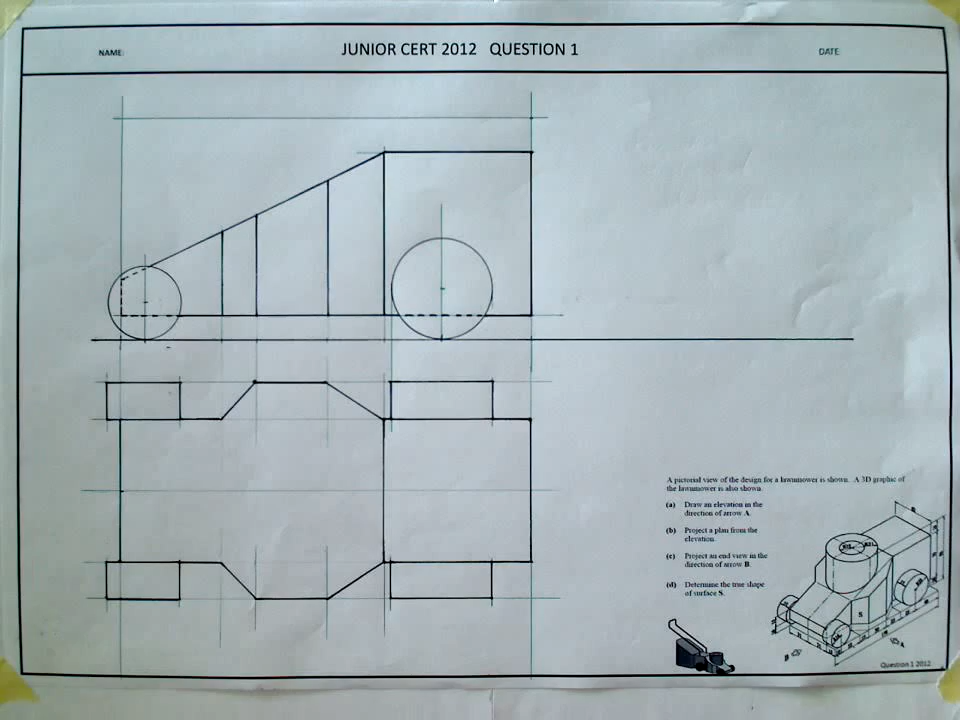 NAME:
JUNIOR CERT 2012 QUESTION 1
DATE:
A pictorial view of the design for a lawnmower is shown. A 3D graphic of
the lawnmower is also shown.
(a) Draw an elevation in the
direction of arrow A.
(b) Project a plan from the
elevation.
(c) Project an end view in the
direction of arrow B.
(d) Determine the true shape
of surface S.
S
A
B
Question 1 2012